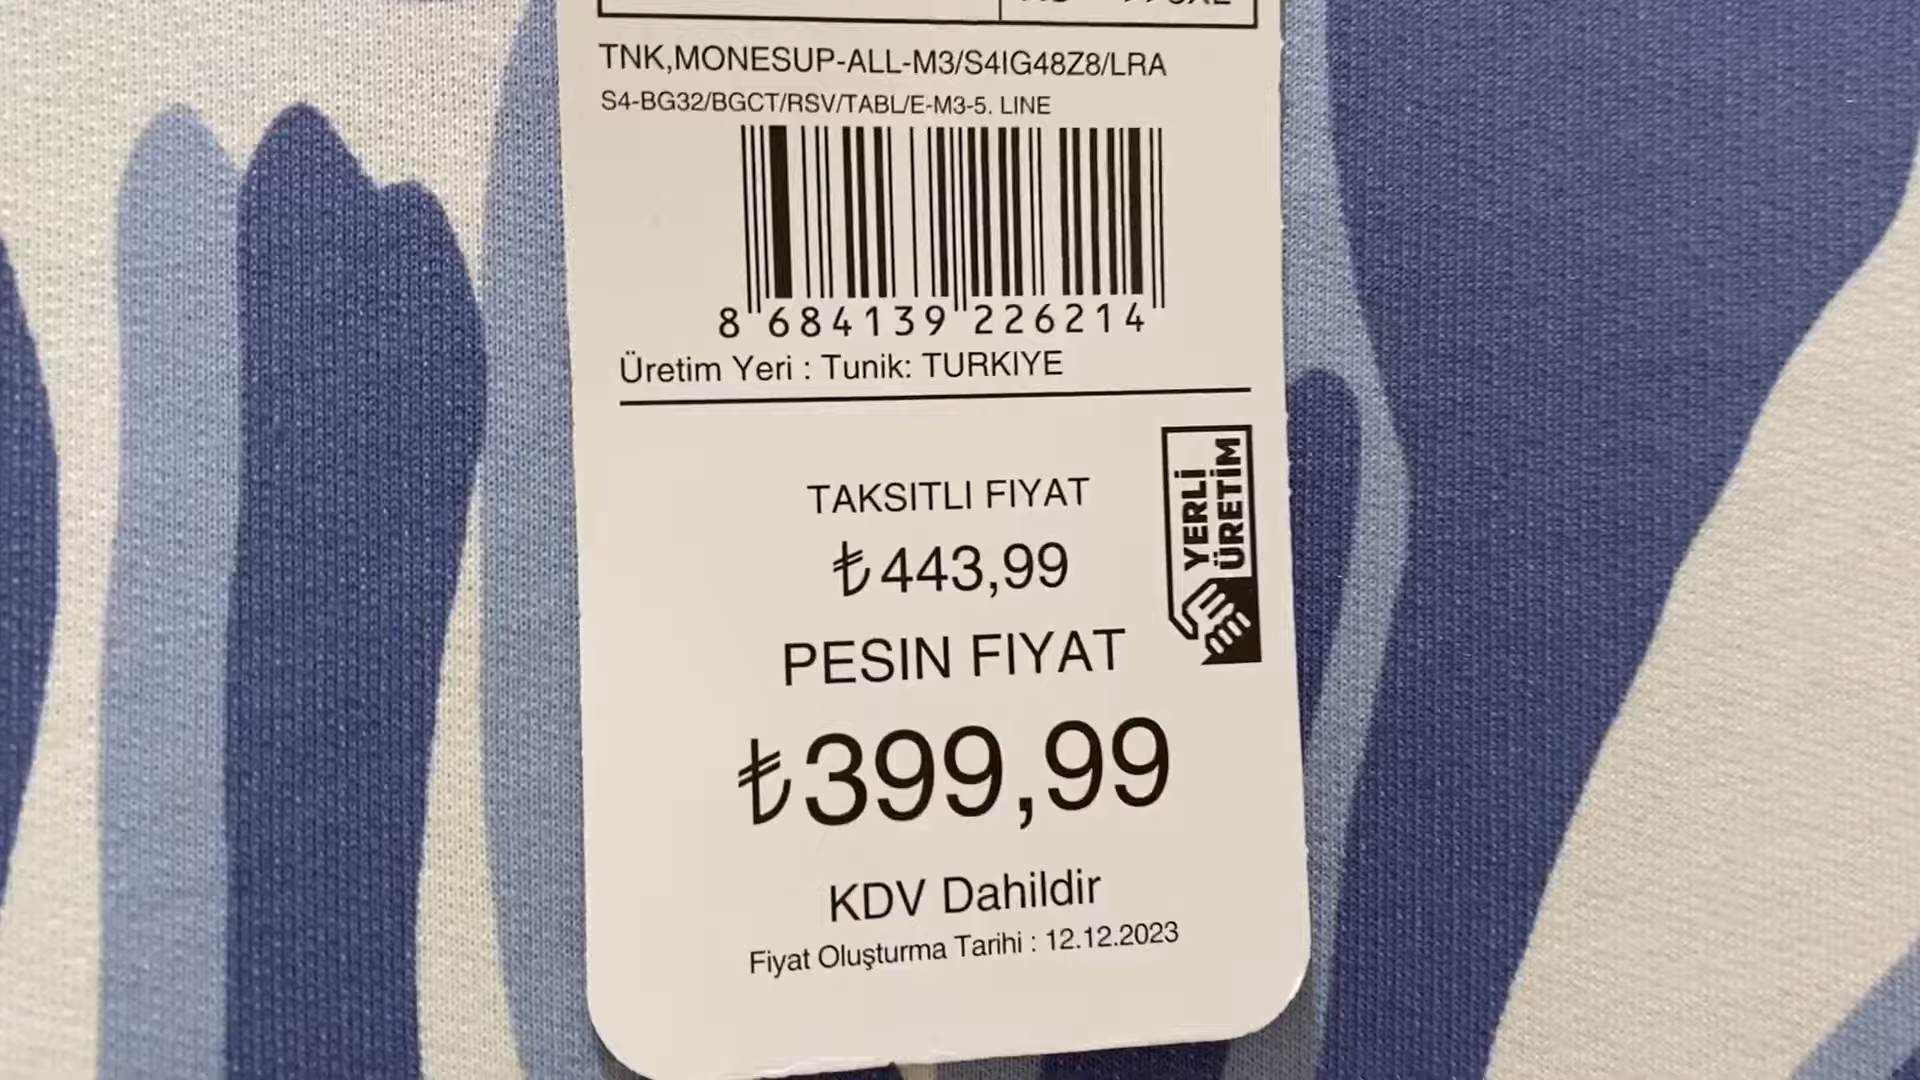 TNK,MONESUP-ALL-M3/S4IG48Z8/LRA
S4-BG32/BGCT/RSV/TABL/E-M3-5. LINE
8 684139 226214
Üretim Yeri : Tunik: TURKIYE
YERLİ
ÜRETİM
TAKSITLI FIYAT
₺443,99
PESIN FIYAT
₺399,99
KDV Dahildir
Fiyat Oluşturma Tarihi : 12.12.2023